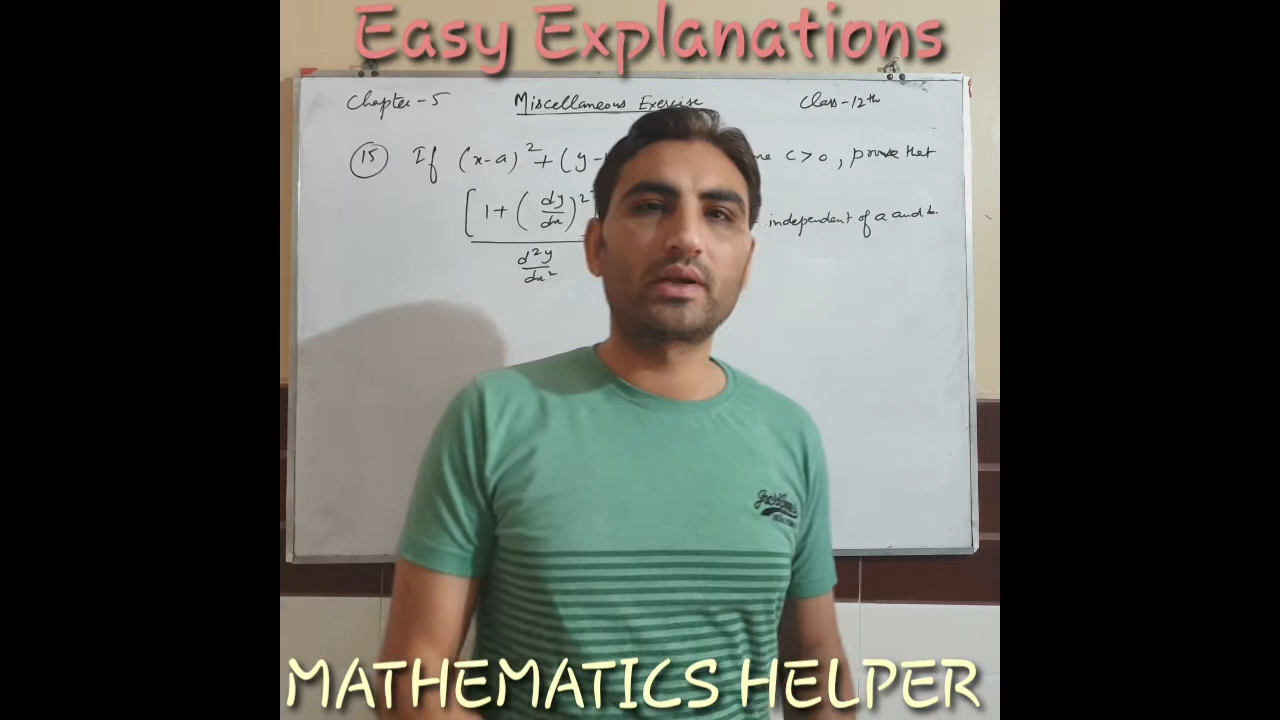 Easy Explanations
Chapter-5 Miscellaneous Exercise Class-12th
15 If (x-a)² + (y- c > 0, prove that
[1 + (dy/dx)² independent of a and b.
d²y/dx²
MATHEMATICS HELPER